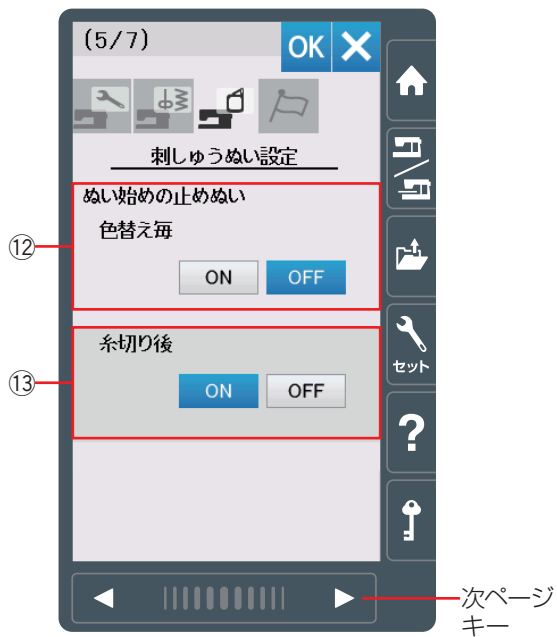 (5/7)
OK
刺しゅうぬい設定
ぬい始めの止めぬい
色替え毎
⑫
ON OFF
糸切り後
⑬
ON OFF
セット
?
次ページ
キー